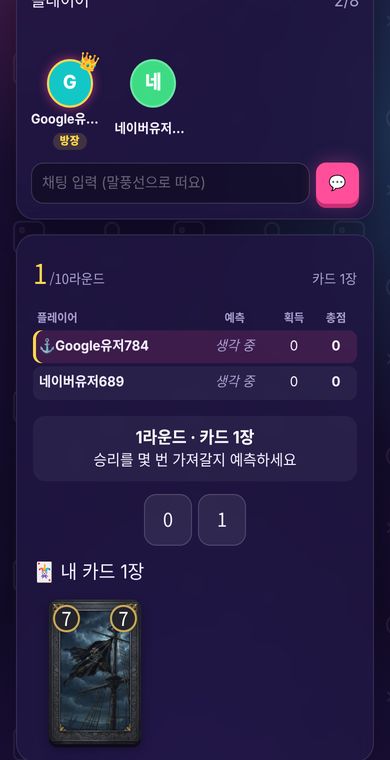 플레이어 2/8
G 네
Google유... 네이버유저...
방장
채팅 입력 (말풍선으로 떠요)
1/10라운드 카드 1장
플레이어 예측 획득 총점
Google유저784 생각 중 0 0
네이버유저689 생각 중 0 0
1라운드 · 카드 1장
승리를 몇 번 가져갈지 예측하세요
0 1
내 카드 1장
7 7